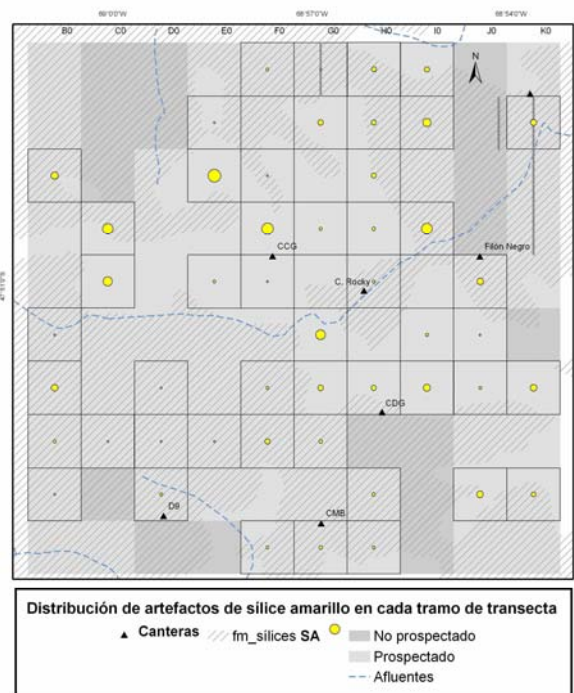 69°0'0"W 68°57'0"W 68°54'0"W
B0 C0 D0 E0 F0 G0 H0 I0 J0 K0
N
CCG
Filón Negro
C. Rocky
CDG
D9
CMB
Distribución de artefactos de sílice amarillo en cada tramo de transecta
Canteras fm_silices SA No prospectado
Prospectado
Afluentes